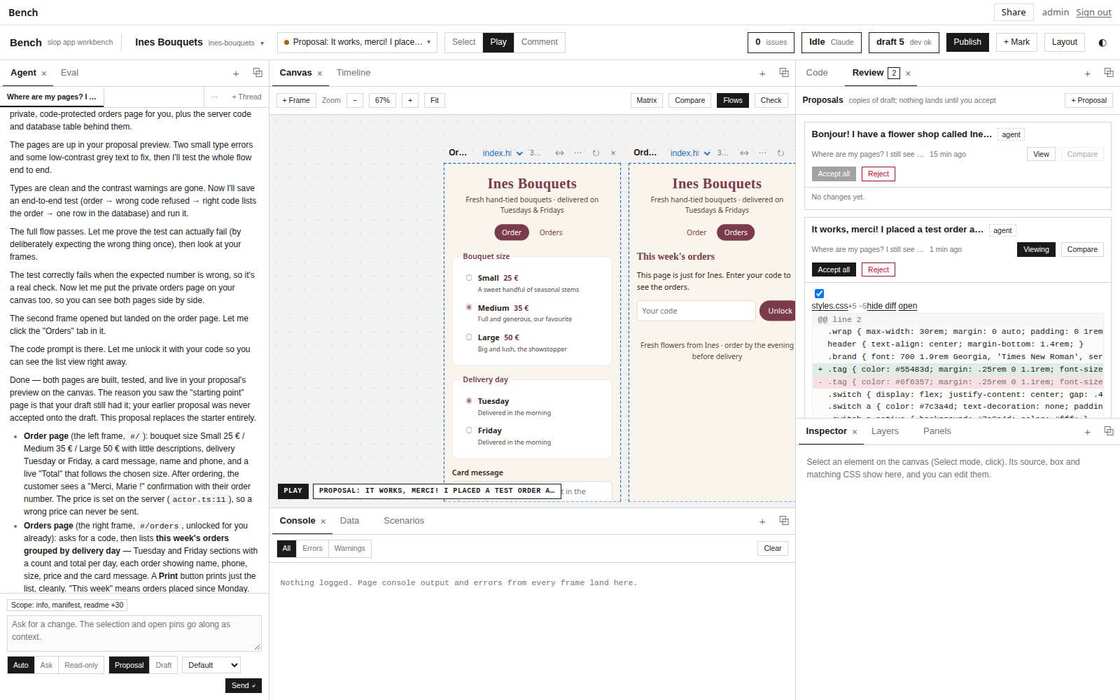 Bench
Share
admin
Sign out
Bench slop app workbench
Ines Bouquets ines-bouquets
Proposal: It works, merci! I place…
Select
Play
Comment
0 issues
Idle Claude
draft 5 dev ok
Publish
+ Mark
Layout
Agent
Eval
Where are my pages? I …
+ Thread
private, code-protected orders page for you, plus the server code
and database table behind them.
The pages are up in your proposal preview. Two small type errors
and some low-contrast grey text to fix, then I'll test the whole flow
end to end.
Types are clean and the contrast warnings are gone. Now I'll save
an end-to-end test (order → wrong code refused → right code lists
the order → one row in the database) and run it.
The full flow passes. Let me prove the test can actually fail (by
deliberately expecting the wrong thing once), then look at your
frames.
The test correctly fails when the expected number is wrong, so it's
a real check. Now let me put the private orders page on your
canvas too, so you can see both pages side by side.
The second frame opened but landed on the order page. Let me
click the "Orders" tab in it.
The code prompt is there. Let me unlock it with your code so you
can see the list view right away.
Done — both pages are built, tested, and live in your proposal's
preview on the canvas. The reason you saw the "starting point"
page is that your draft still had it; your earlier proposal was never
accepted onto the draft. This proposal replaces the starter entirely.
• Order page (the left frame, #/ ): bouquet size Small 25 € /
Medium 35 € / Large 50 € with little descriptions, delivery
Tuesday or Friday, a card message, name and phone, and a
live "Total" that follows the chosen size. After ordering, the
customer sees a "Merci, Marie !" confirmation with their order
number. The price is set on the server ( actor.ts:11 ), so a
wrong price can never be sent.
• Orders page (the right frame, #/orders , unlocked for you
already): asks for a code, then lists this week's orders
grouped by delivery day — Tuesday and Friday sections with
a count and total per day, each order showing name, phone,
size, price and the card message. A Print button prints just the
list, cleanly. "This week" means orders placed since Monday.
Scope: info, manifest, readme +30
Ask for a change. The selection and open pins go along as
context.
Auto
Ask
Read-only
Proposal
Draft
Default
Send
Canvas
Timeline
+ Frame
Zoom
67%
+
Fit
Matrix
Compare
Flows
Check
Or…
index.h
3…
Ord…
index.h
3…
Ines Bouquets
Fresh hand-tied bouquets · delivered on
Tuesdays & Fridays
Order
Orders
Bouquet size
Small 25 €
A sweet handful of seasonal stems
Medium 35 €
Full and generous, our favourite
Large 50 €
Big and lush, the showstopper
Delivery day
Tuesday
Delivered in the morning
Friday
Delivered in the morning
Card message
t in the
Ines Bouquets
Fresh hand-tied bouquets · delivered on
Tuesdays & Fridays
Order
Orders
This week's orders
This page is just for Ines. Enter your code to
see the orders.
Your code
Unlock
Fresh flowers from Ines · order by the evening
before delivery
PLAY
PROPOSAL: IT WORKS, MERCI! I PLACED A TEST ORDER A…
Console
Data
Scenarios
All
Errors
Warnings
Clear
Nothing logged. Page console output and errors from every frame land here.
Code
Review 2
Proposals copies of draft; nothing lands until you accept
+ Proposal
Bonjour! I have a flower shop called Ine… agent
Where are my pages? I still see … 15 min ago
View
Compare
Accept all
Reject
No changes yet.
It works, merci! I placed a test order a… agent
Where are my pages? I still see … 1 min ago
Viewing
Compare
Accept all
Reject
styles.css+5 -5hide diff open
@@ line 2
.wrap { max-width: 30rem; margin: 0 auto; padding: 0 1rem
header { text-align: center; margin-bottom: 1.4rem; }
.brand { font: 700 1.9rem Georgia, 'Times New Roman', ser
+ .tag { color: #55483d; margin: .25rem 0 1.1rem; font-size
- .tag { color: #6f6357; margin: .25rem 0 1.1rem; font-size
.switch { display: flex; justify-content: center; gap: .4
.switch a { color: #7c3a4d; text-decoration: none; paddin
Inspector
Layers
Panels
Select an element on the canvas (Select mode, click). Its source, box and
matching CSS show here, and you can edit them.